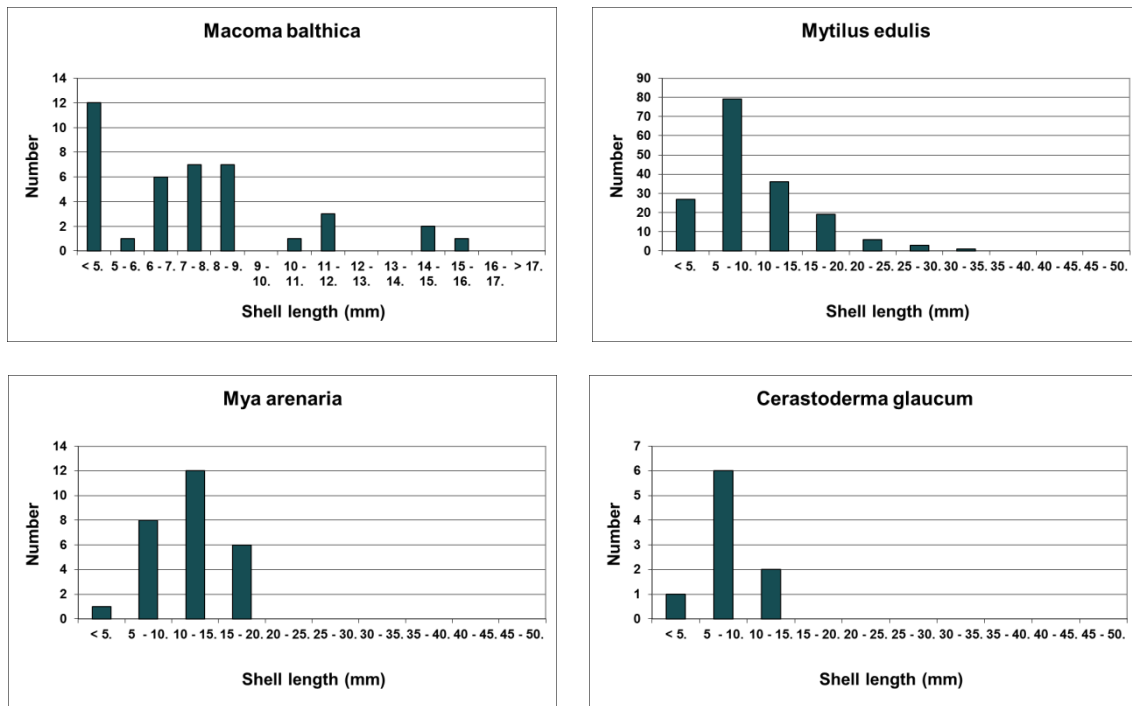 Macoma balthica
Number
14
12
10
8
6
4
2
0
< 5. 5 - 6. 6 - 7. 7 - 8. 8 - 9. 9 - 10 - 11 - 12 - 13 - 14 - 15 - 16 - > 17.
10. 11. 12. 13. 14. 15. 16. 17.
Shell length (mm)
Mytilus edulis
Number
90
80
70
60
50
40
30
20
10
0
< 5. 5 - 10. 10 - 15. 15 - 20. 20 - 25. 25 - 30. 30 - 35. 35 - 40. 40 - 45. 45 - 50.
Shell length (mm)
Mya arenaria
Number
14
12
10
8
6
4
2
0
< 5. 5 - 10. 10 - 15. 15 - 20. 20 - 25. 25 - 30. 30 - 35. 35 - 40. 40 - 45. 45 - 50.
Shell length (mm)
Cerastoderma glaucum
Number
7
6
5
4
3
2
1
0
< 5. 5 - 10. 10 - 15. 15 - 20. 20 - 25. 25 - 30. 30 - 35. 35 - 40. 40 - 45. 45 - 50.
Shell length (mm)